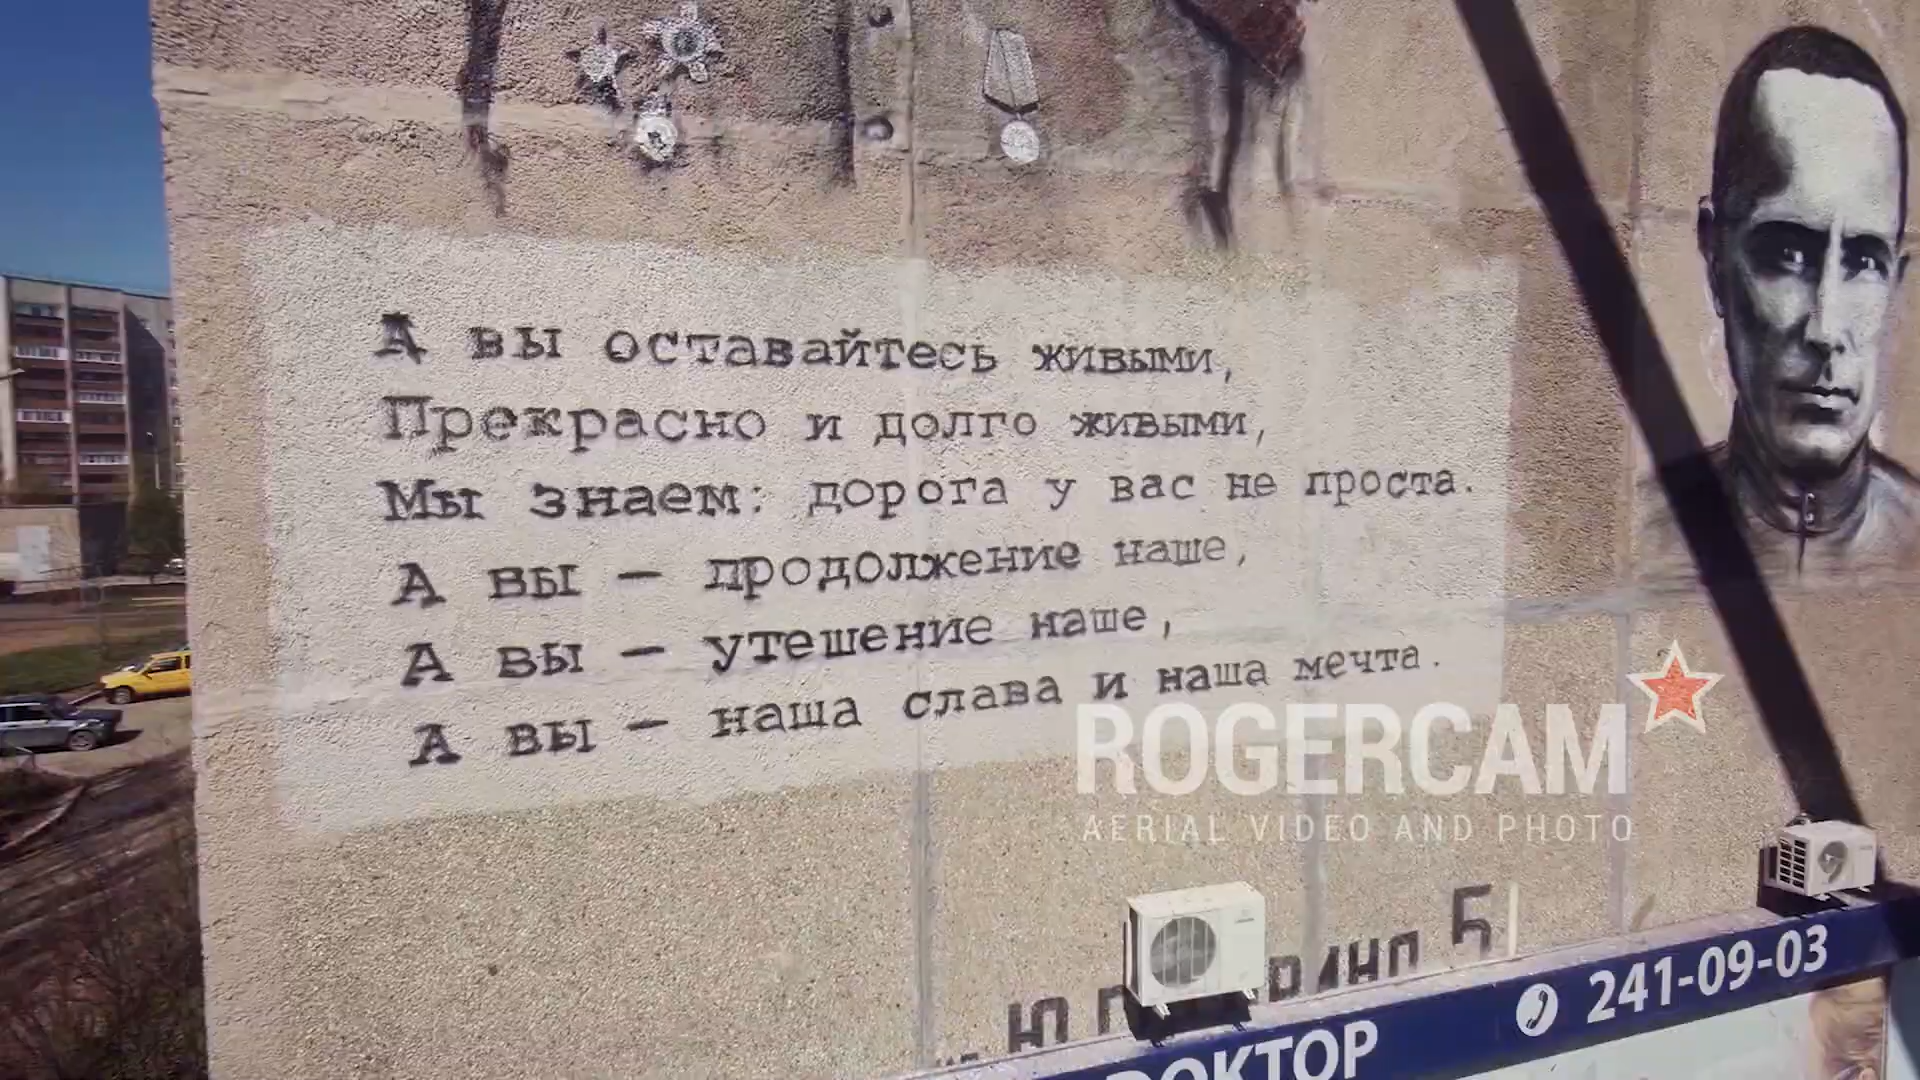 А вы оставайтесь живыми,
Прекрасно и долго живыми,
Мы знаем: дорога у вас не проста.
А вы — продолжение наше,
А вы — утешение наше,
А вы — наша слава и наша мечта.
ROGERCAM
AERIAL VIDEO AND PHOTO
5
241-09-03
ДОКТОР